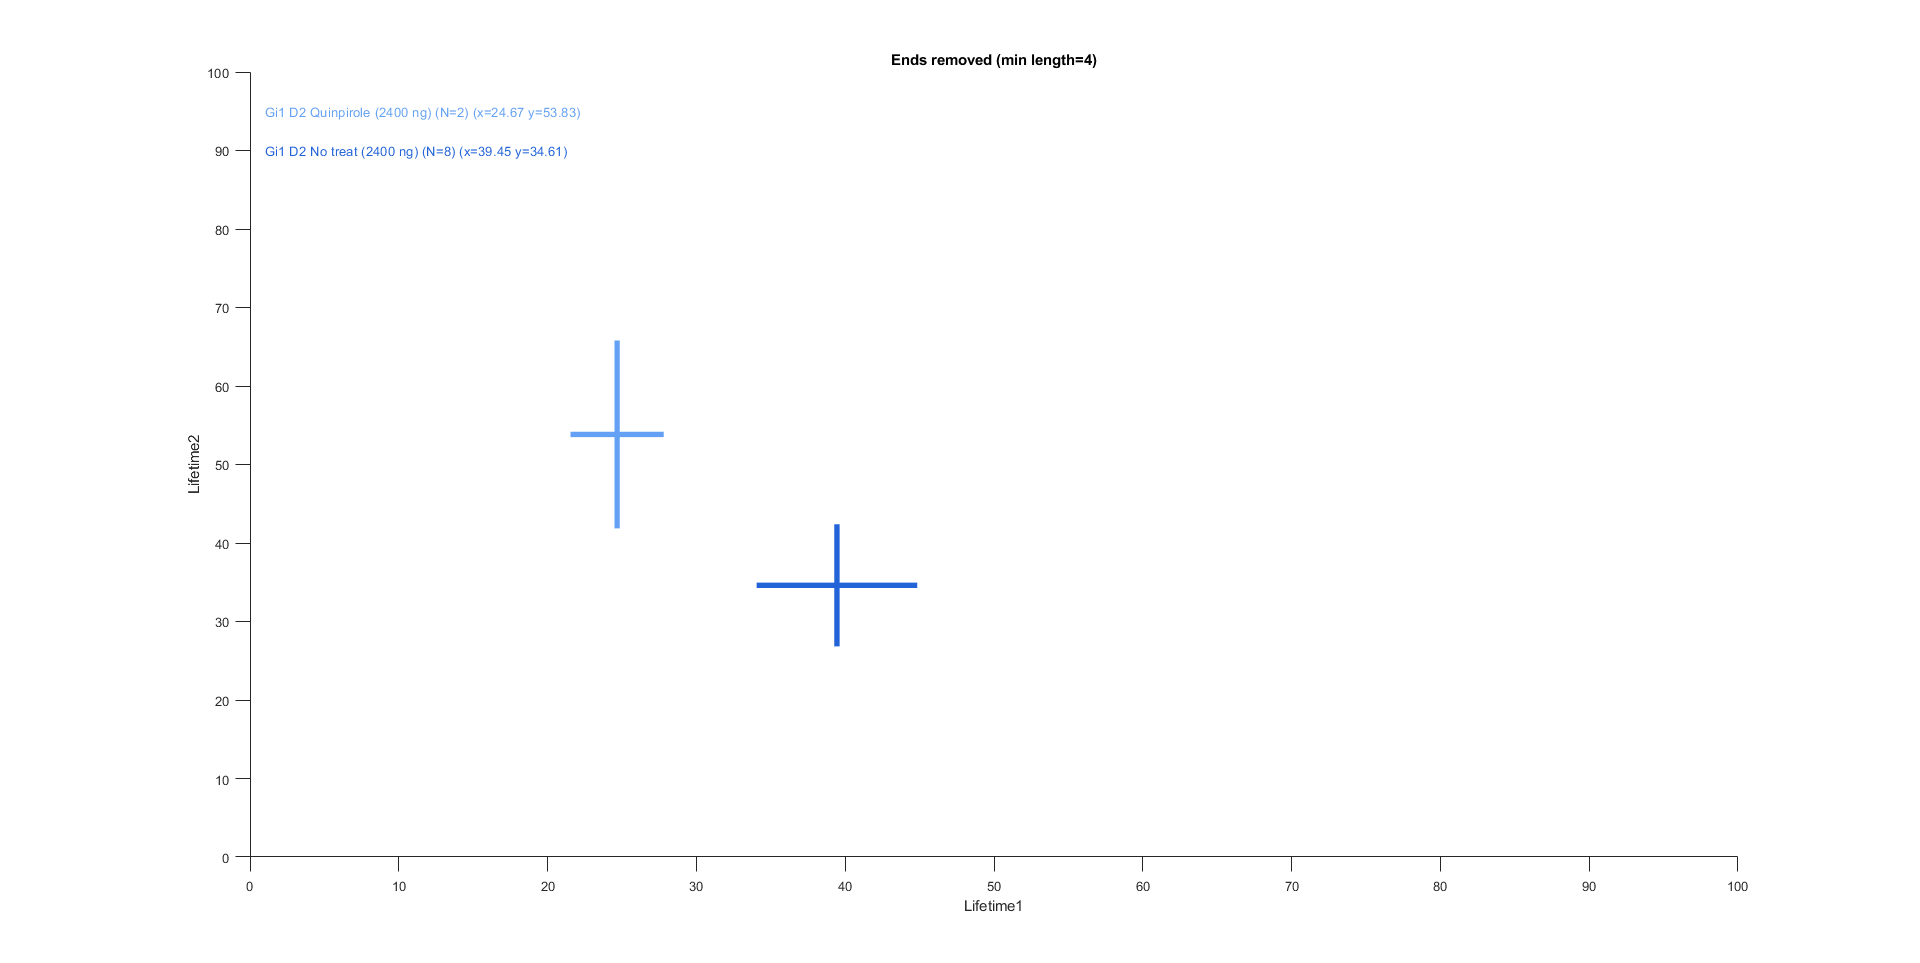 Ends removed (min length=4)
100
Gi1 D2 Quinpirole (2400 ng) (N=2) (x=24.67 y=53.83)
90
Gi1 D2 No treat (2400 ng) (N=8) (x=39.45 y=34.61)
80
70
60
50
Lifetime2
40
30
20
10
0
0 10 20 30 40 50 60 70 80 90 100
Lifetime1